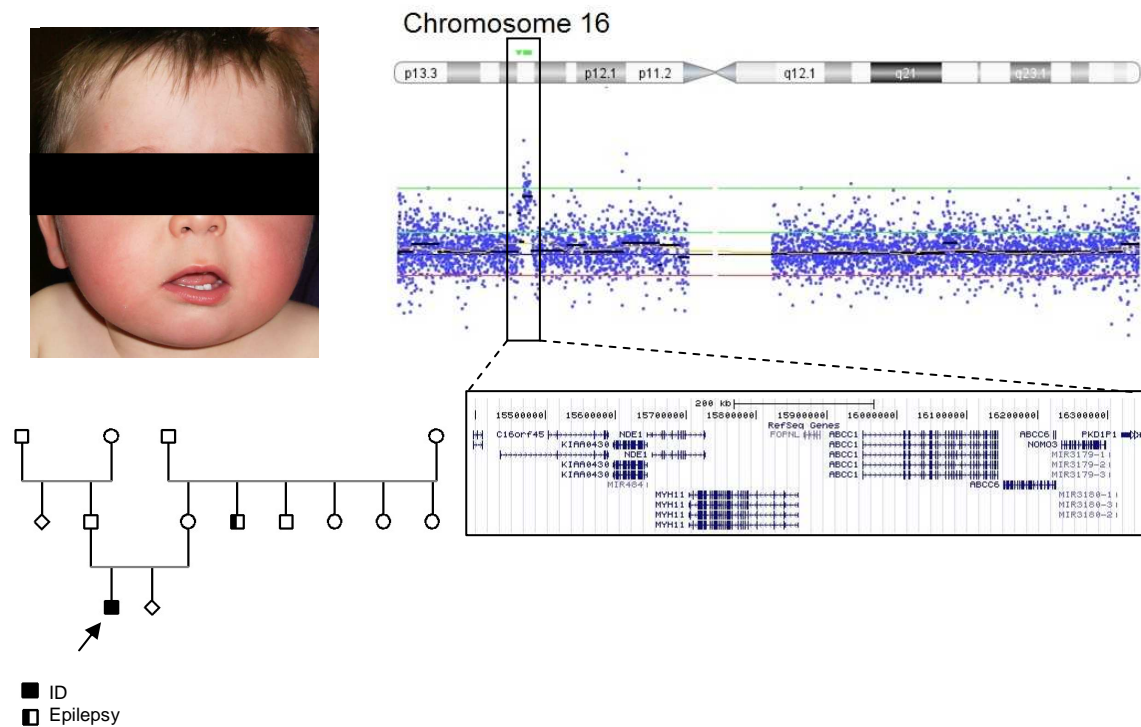 Chromosome 16
p13.3 p12.1 p11.2 q12.1 q21 q23.1
200 kb
15500000 15600000 15700000 15800000 15900000 16000000 16100000 16200000 16300000
RefSeq Genes
C16orf45 NDE1 FOPNL ABCC1 ABCC6 PKD1P1
KIAA0430 ABCC1 NOMO3
NDE1 ABCC1 MIR3179-1
KIAA0430 ABCC1 MIR3179-2
KIAA0430 ABCC1 MIR3179-3
MIR484 ABCC6
MYH11 MIR3180-1
MYH11 MIR3180-3
MYH11 MIR3180-2
MYH11
ID
Epilepsy